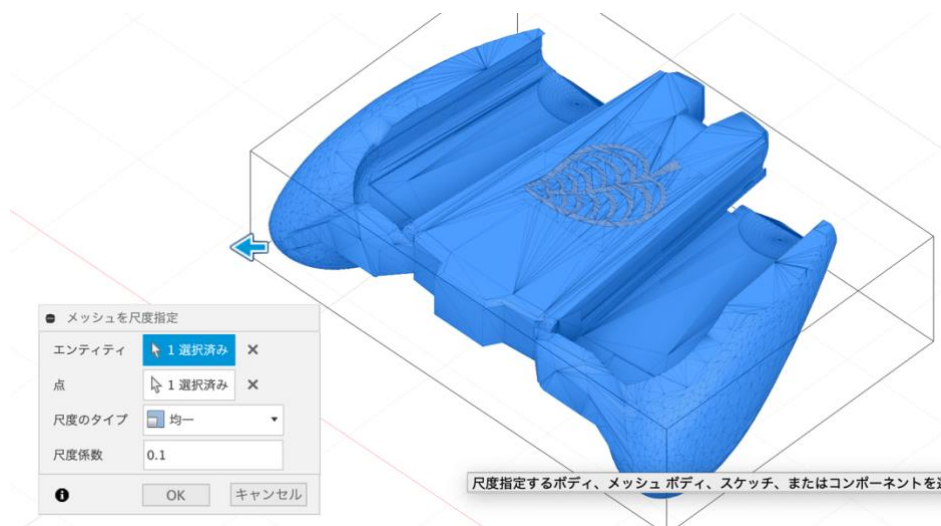 メッシュを尺度指定
エンティティ 1 選択済み
点 1 選択済み
尺度のタイプ 均一
尺度係数 0.1
OK キャンセル
尺度指定するボディ、メッシュ ボディ、スケッチ、またはコンポーネントを